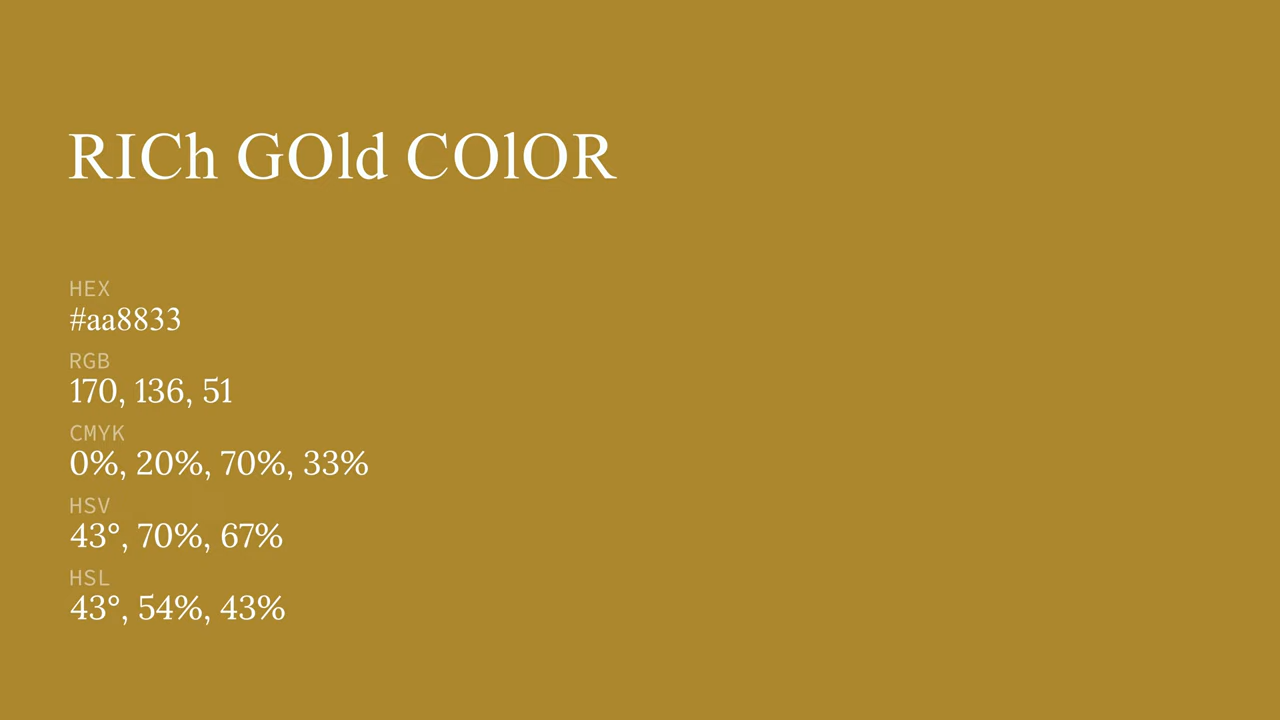 RICh GOld COlOR
HEX
#aa8833
RGB
170, 136, 51
CMYK
0%, 20%, 70%, 33%
HSV
43°, 70%, 67%
HSL
43°, 54%, 43%